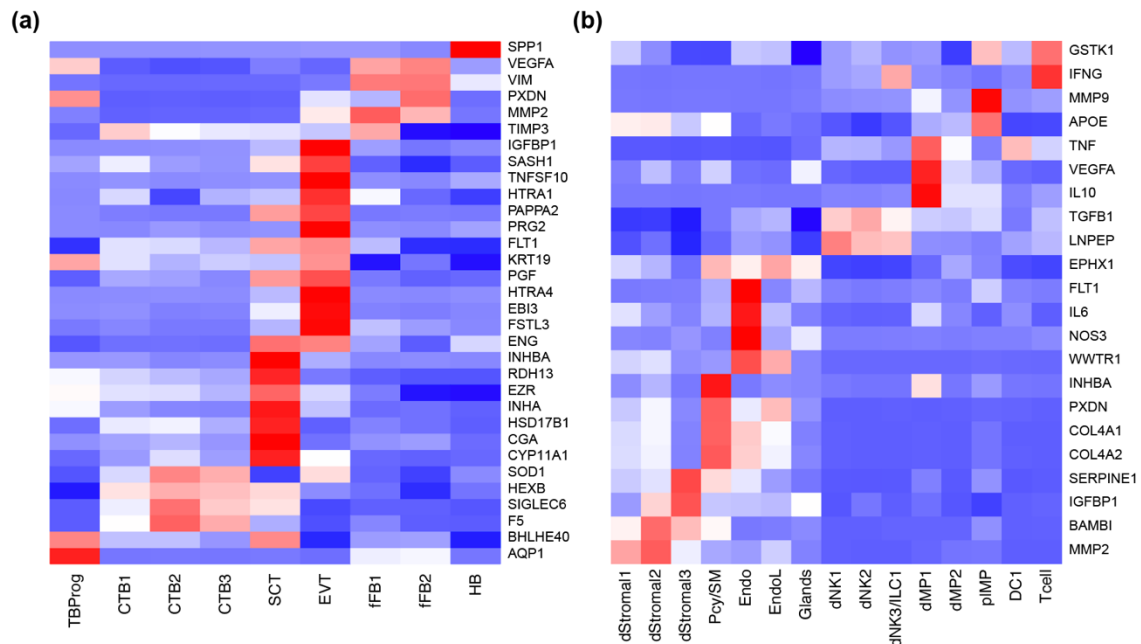 (a)
SPP1
VEGFA
VIM
PXDN
MMP2
TIMP3
IGFBP1
SASH1
TNFSF10
HTRA1
PAPPA2
PRG2
FLT1
KRT19
PGF
HTRA4
EBI3
FSTL3
ENG
INHBA
RDH13
EZR
INHA
HSD17B1
CGA
CYP11A1
SOD1
HEXB
SIGLEC6
F5
BHLHE40
AQP1
TBProg
CTB1
CTB2
CTB3
SCT
EVT
fFB1
fFB2
HB
(b)
GSTK1
IFNG
MMP9
APOE
TNF
VEGFA
IL10
TGFB1
LNPEP
EPHX1
FLT1
IL6
NOS3
WWTR1
INHBA
PXDN
COL4A1
COL4A2
SERPINE1
IGFBP1
BAMBI
MMP2
dStromal1
dStromal2
dStromal3
Pcy/SM
Endo
EndoL
Glands
dNK1
dNK2
dNK3/ILC1
dMP1
dMP2
pIMP
DC1
Tcell